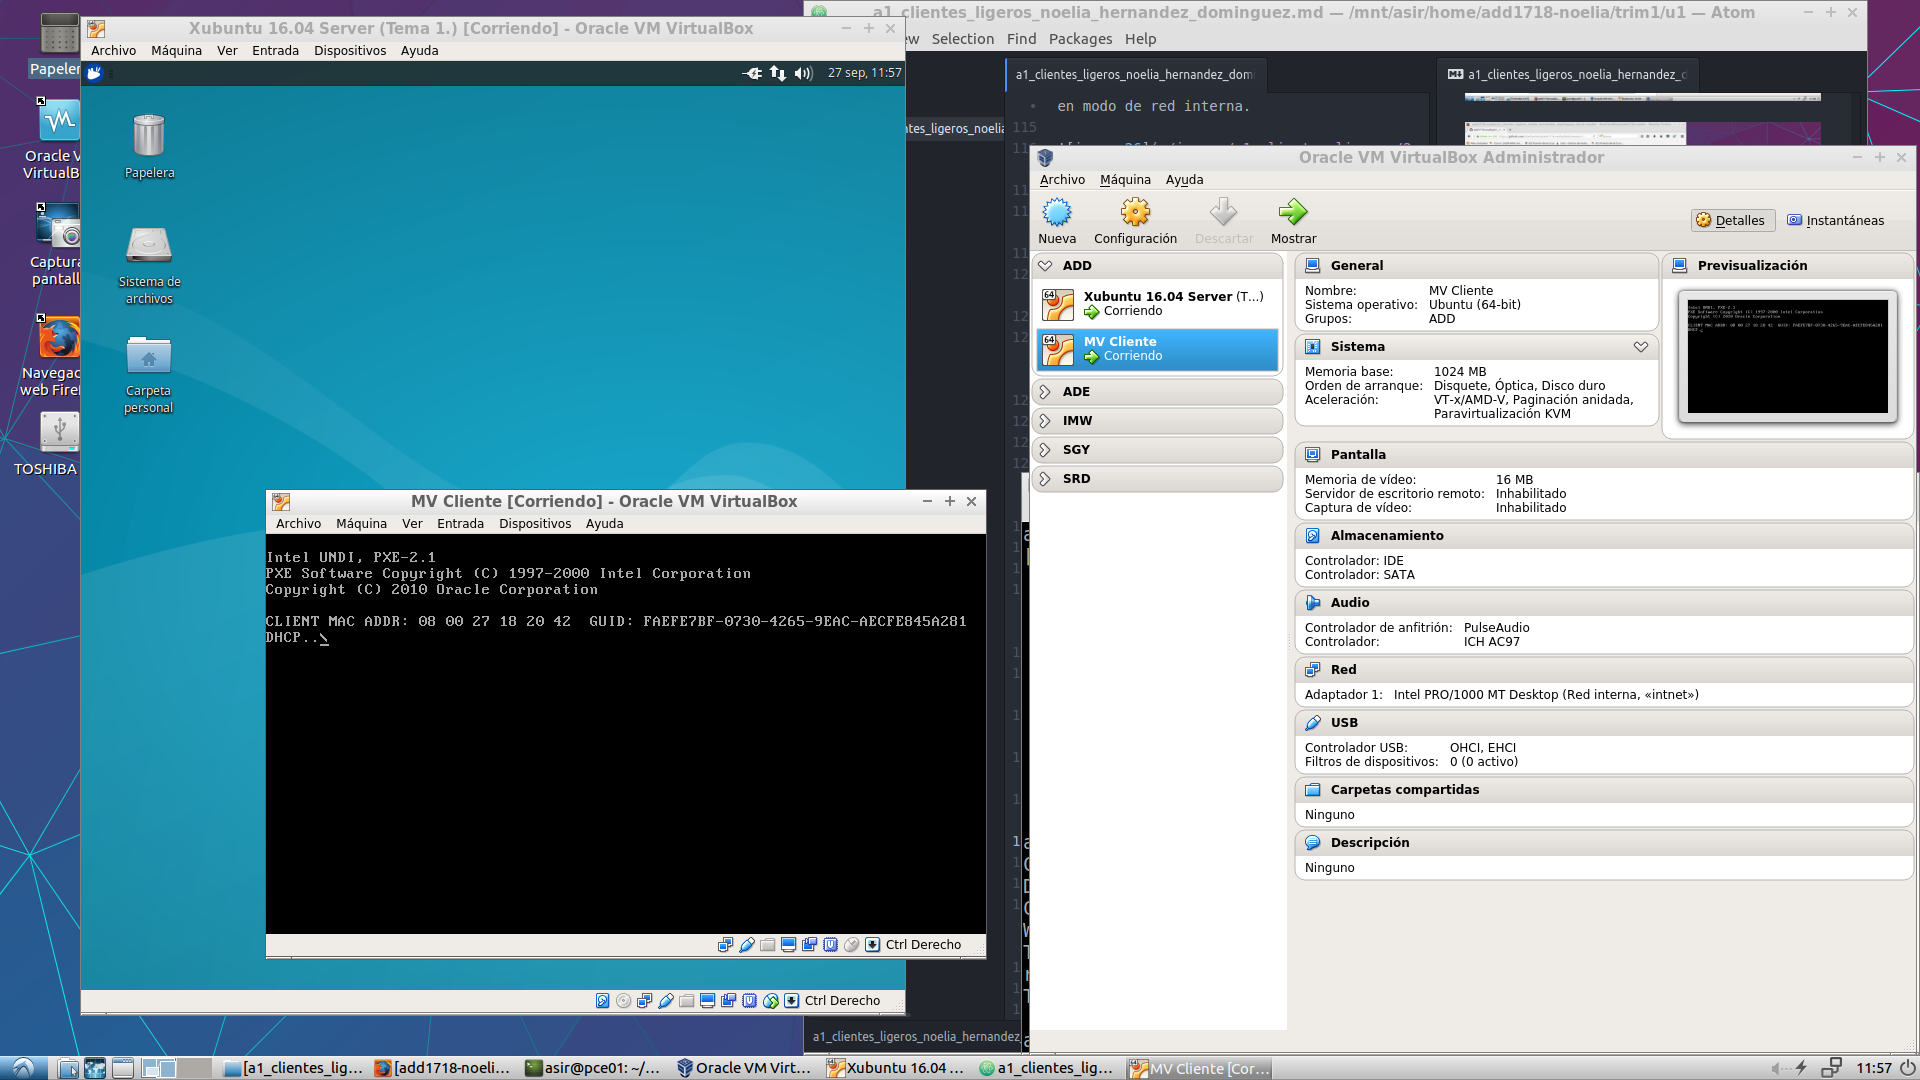 Papeler
Oracle V
VirtualB
Captura
pantall
Navegac
web Firef
TOSHIBA
Xubuntu 16.04 Server (Tema 1.) [Corriendo] - Oracle VM VirtualBox
Archivo Máquina Ver Entrada Dispositivos Ayuda
27 sep, 11:57
Papelera
Sistema de
archivos
Carpeta
personal
Ctrl Derecho
MV Cliente [Corriendo] - Oracle VM VirtualBox
Archivo Máquina Ver Entrada Dispositivos Ayuda
Intel UNDI, PXE-2.1
PXE Software Copyright (C) 1997-2000 Intel Corporation
Copyright (C) 2010 Oracle Corporation
CLIENT MAC ADDR: 08 00 27 18 20 42 GUID: FAEFE7BF-0730-4265-9EAC-AECFE845A281
DHCP..\
Ctrl Derecho
a1_clientes_ligeros_noelia_hernandez_dominguez.md — /mnt/asir/home/add1718-noelia/trim1/u1 — Atom
ew Selection Find Packages Help
a1_clientes_ligeros_noelia_hernandez_dom
a1_clientes_ligeros_noelia_hernandez_d
ntes_ligeros_noelia
en modo de red interna.
115
a1_clientes_ligeros_noelia_hernandez
Oracle VM VirtualBox Administrador
Archivo Máquina Ayuda
Nueva Configuración Descartar Mostrar
Detalles Instantáneas
ADD
Xubuntu 16.04 Server (T...)
Corriendo
MV Cliente
Corriendo
ADE
IMW
SGY
SRD
General
Nombre: MV Cliente
Sistema operativo: Ubuntu (64-bit)
Grupos: ADD
Previsualización
Sistema
Memoria base: 1024 MB
Orden de arranque: Disquete, Óptica, Disco duro
Aceleración: VT-x/AMD-V, Paginación anidada,
Paravirtualización KVM
Pantalla
Memoria de vídeo: 16 MB
Servidor de escritorio remoto: Inhabilitado
Captura de vídeo: Inhabilitado
Almacenamiento
Controlador: IDE
Controlador: SATA
Audio
Controlador de anfitrión: PulseAudio
Controlador: ICH AC97
Red
Adaptador 1: Intel PRO/1000 MT Desktop (Red interna, «intnet»)
USB
Controlador USB: OHCI, EHCI
Filtros de dispositivos: 0 (0 activo)
Carpetas compartidas
Ninguno
Descripción
Ninguno
[a1_clientes_lig... [add1718-noeli... asir@pce01: ~/... Oracle VM Virt... Xubuntu 16.04 ... a1_clientes_lig... MV Cliente [Cor... 11:57